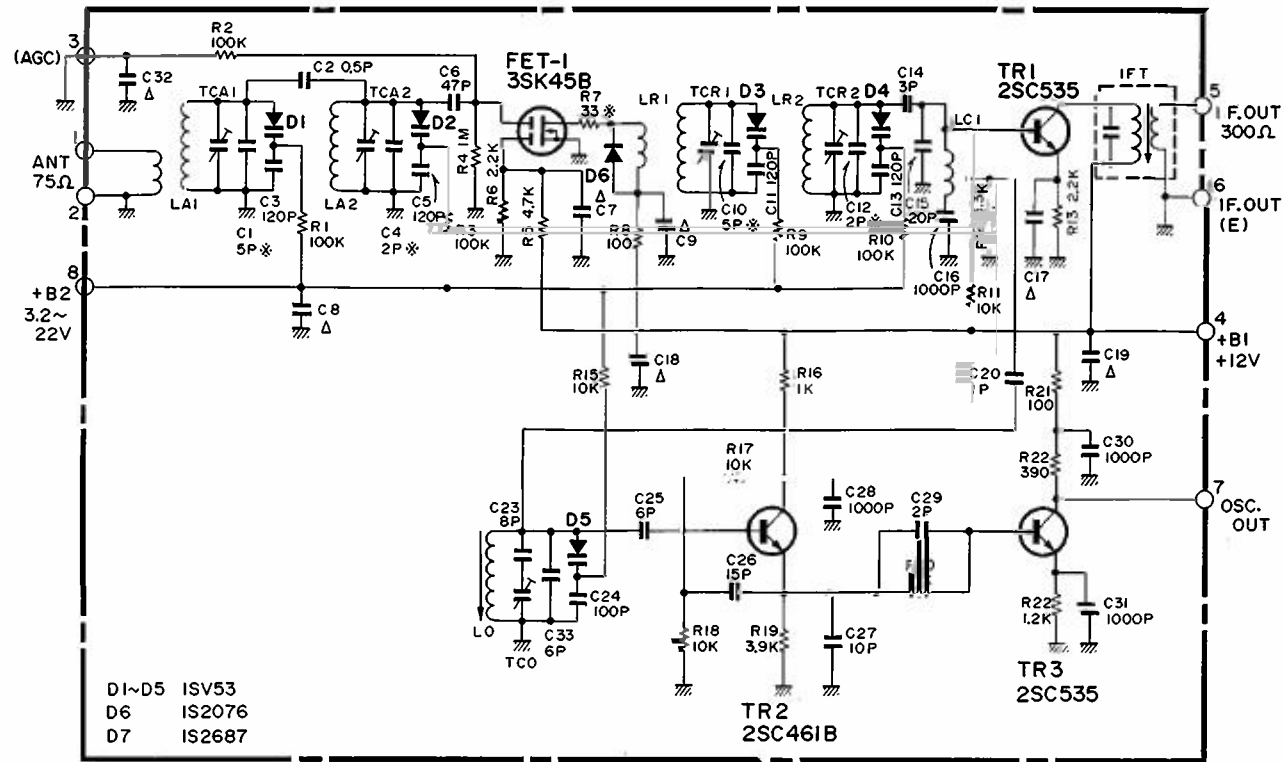 3
(AGC)
C32
Δ
R2
100K
C2 0.5P
C6
47P
FET-1
3SK45B
TCA1
TCA2
D1
D2
R4 1M
R7
33 ※
LR1
TCR1
D3
LR2
TCR2
D4
C14
3P
TR1
2SC535
LC1
IFT
5
IF.OUT
300Ω
1
ANT
75Ω
2
LA1
C3
120P
C1
5P※
R1
100K
LA2
C4
2P※
C5
120P
100K
R6 2.2K
4.7K
D6
Δ
C7
100
Δ
C9
C10
5P※
C11 120P
R9
100K
C12
2P※
C13 120P
R10
100K
C15
20P
C16
1000P
R11
10K
C17
Δ
R13 2.2K
6
IF.OUT
(E)
8
+B2
3.2~
22V
C8
Δ
R15
10K
C18
Δ
R16
1K
C20
1P
R21
100
C19
Δ
4
+B1
+12V
R17
10K
C30
1000P
R22
390
C23
8P
D5
C25
6P
C28
1000P
C29
2P
7
OSC.
OUT
C26
15P
C24
100P
LO
TCO
C33
6P
R18
10K
R19
3.9K
C27
10P
R22
1.2K
C31
1000P
TR3
2SC535
TR2
2SC461B
D1~D5 ISV53
D6 IS2076
D7 IS2687